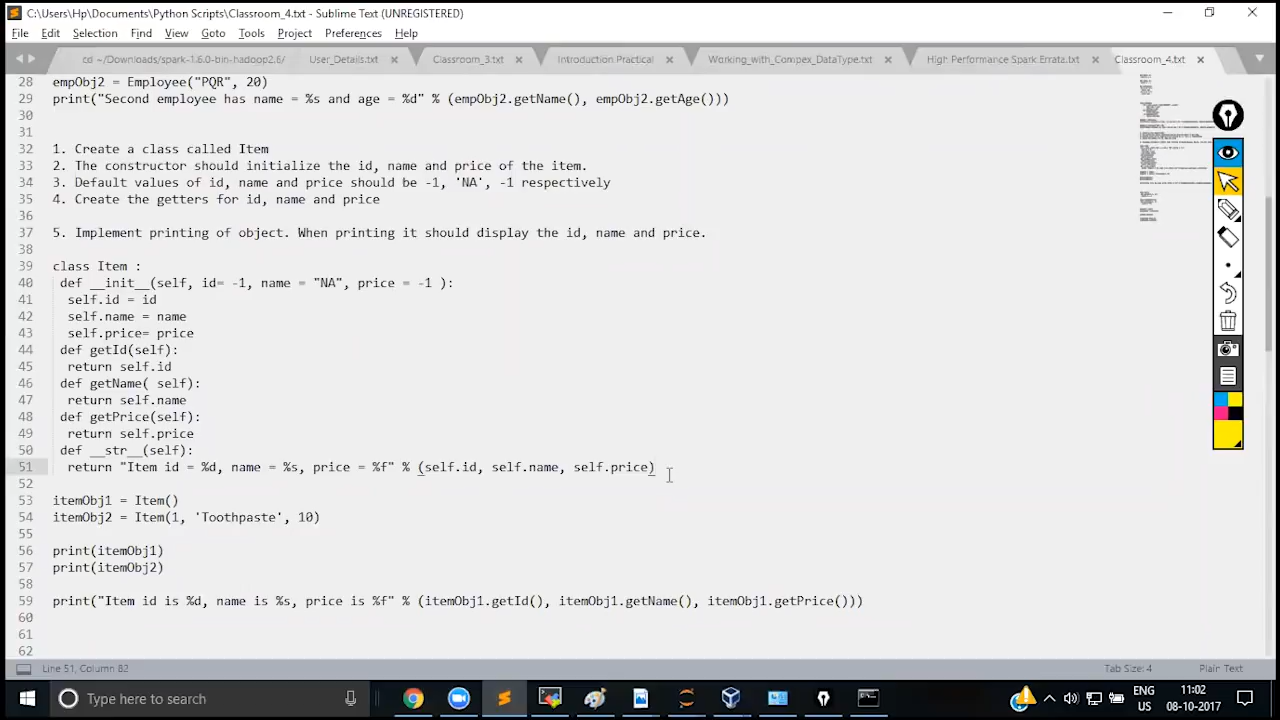 C:\Users\Hp\Documents\Python Scripts\Classroom_4.txt - Sublime Text (UNREGISTERED)
File Edit Selection Find View Goto Tools Project Preferences Help
cd ~/Downloads/spark-1.6.0-bin-hadoop2.6/ User_Details.txt Classroom_3.txt Introduction Practical Working_with_Compex_DataType.txt High Performance Spark Errata.txt Classroom_4.txt
28 empObj2 = Employee("PQR", 20)
29 print("Second employee has name = %s and age = %d" % (empObj2.getName(), empObj2.getAge()))
30
31
32 1. Create a class called Item
33 2. The constructor should initilize the id, name and price of the item.
34 3. Default values of id, name and price should be -1, 'NA', -1 respectively
35 4. Create the getters for id, name and price
36
37 5. Implement printing of object. When printing it should display the id, name and price.
38
39 class Item :
40 def __init__(self, id= -1, name = "NA", price = -1 ):
41 self.id = id
42 self.name = name
43 self.price= price
44 def getId(self):
45 return self.id
46 def getName( self):
47 return self.name
48 def getPrice(self):
49 return self.price
50 def __str__(self):
51 return "Item id = %d, name = %s, price = %f" % (self.id, self.name, self.price)
52
53 itemObj1 = Item()
54 itemObj2 = Item(1, 'Toothpaste', 10)
55
56 print(itemObj1)
57 print(itemObj2)
58
59 print("Item id is %d, name is %s, price is %f" % (itemObj1.getId(), itemObj1.getName(), itemObj1.getPrice()))
60
61
62
Line 51, Column 82 Tab Size: 4 Plain Text
Type here to search ENG 11:02
US 08-10-2017